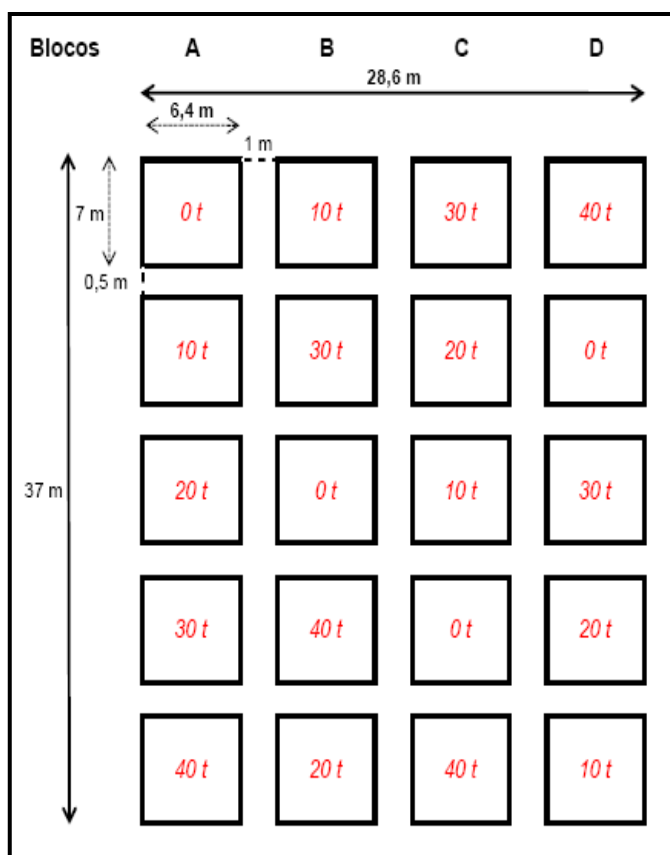 Blocos A B C D
28,6 m
6,4 m
1 m
7 m
0 t 10 t 30 t 40 t
0,5 m
10 t 30 t 20 t 0 t
37 m
20 t 0 t 10 t 30 t
30 t 40 t 0 t 20 t
40 t 20 t 40 t 10 t